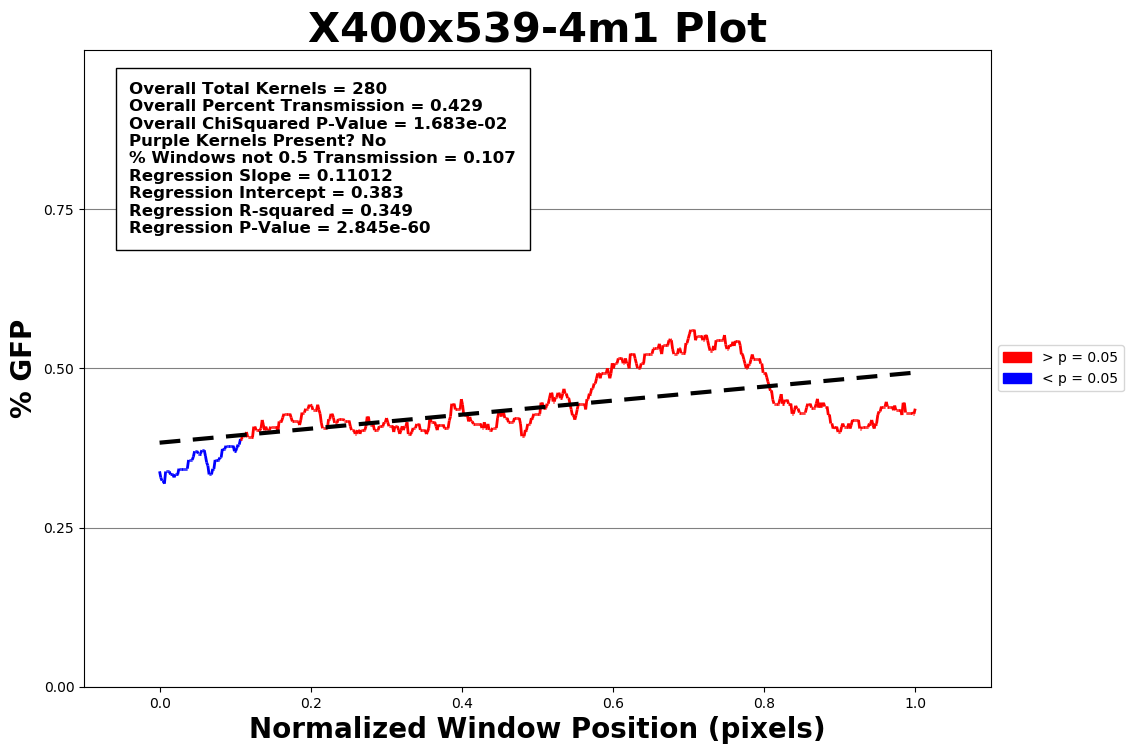 X400x539-4m1 Plot
Overall Total Kernels = 280
Overall Percent Transmission = 0.429
Overall ChiSquared P-Value = 1.683e-02
Purple Kernels Present? No
% Windows not 0.5 Transmission = 0.107
Regression Slope = 0.11012
Regression Intercept = 0.383
Regression R-squared = 0.349
Regression P-Value = 2.845e-60
% GFP
0.75
0.50
0.25
0.00
> p = 0.05
< p = 0.05
0.0 0.2 0.4 0.6 0.8 1.0
Normalized Window Position (pixels)